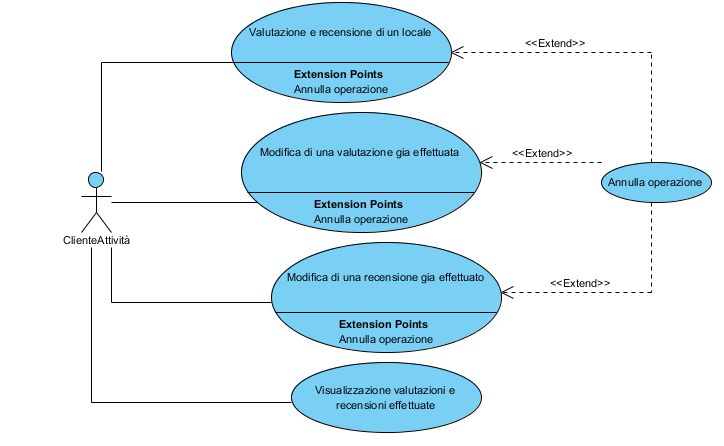 Valutazione e recensione di un locale
Extension Points
Annulla operazione
<<Extend>>
Modifica di una valutazione gia effettuata
Extension Points
Annulla operazione
<<Extend>>
Annulla operazione
ClienteAttività
Modifica di una recensione gia effettuato
Extension Points
Annulla operazione
<<Extend>>
Visualizzazione valutazioni e
recensioni effettuate